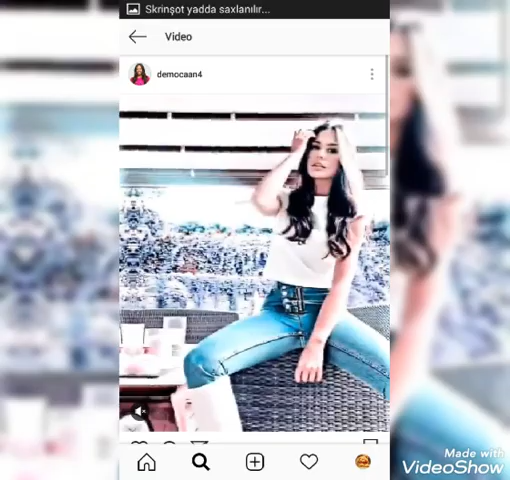 Skrinşot yadda saxlanılır...
Video
democaan4
Made with
VideoShow